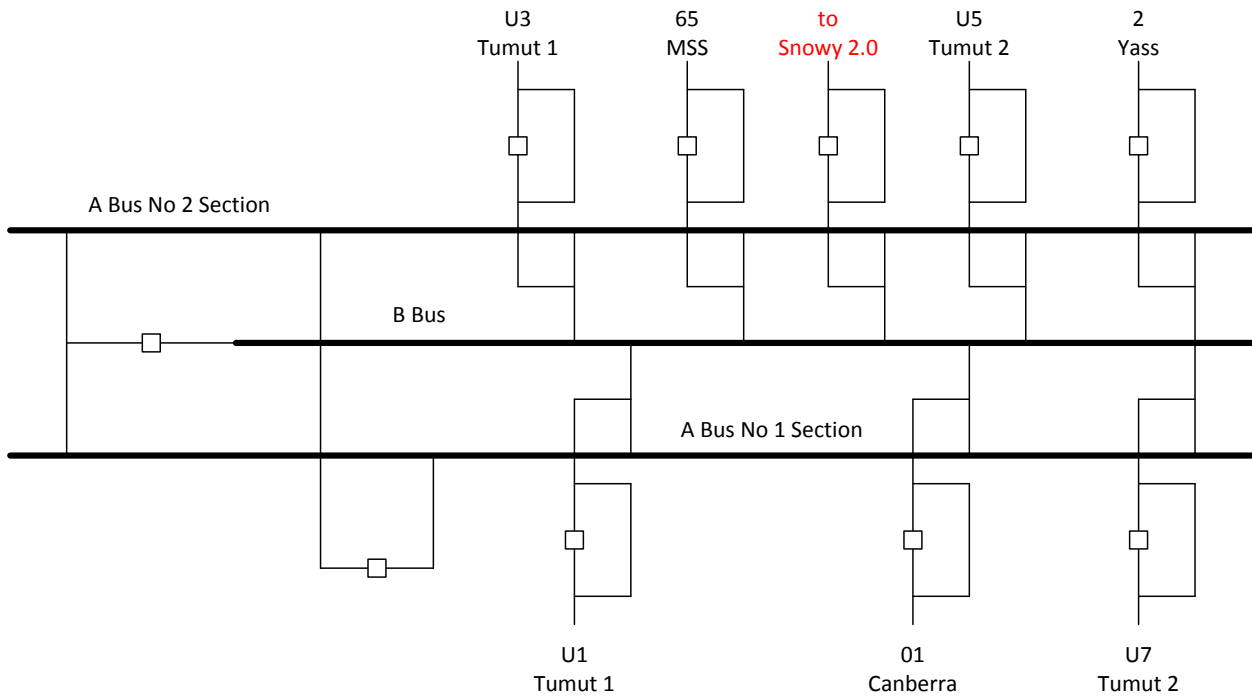 U3
Tumut 1
65
MSS
to
Snowy 2.0
U5
Tumut 2
2
Yass
A Bus No 2 Section
B Bus
A Bus No 1 Section
U1
Tumut 1
01
Canberra
U7
Tumut 2